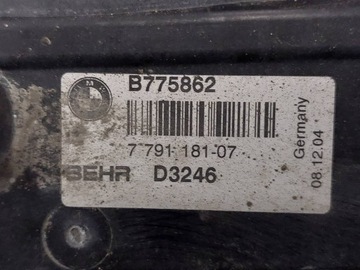 B775862
7 791 181-07
BEHR D3246
Germany
08.12.04